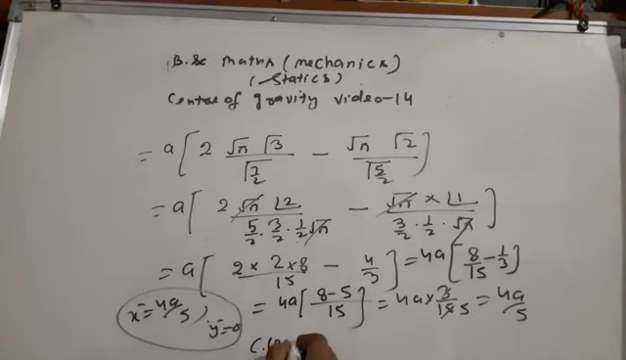 B.Sc maths (mechanics)
(Statics)
Centre of gravity video-14
= a[2 √π √3 / √7/2 − √π √2 / √5/2]
= a[2 √π ∠2 / 5/2 · 3/2 · 1/2 √π − √π × ∠1 / 3/2 · 1/2 · √π]
= a[2×2×8 / 15 − 4/3] = 4a[8/15 − 1/3]
= 4a[8−5 / 15] = 4a × 3/15 5 = 4a/5
x̄ = 4a/5, ȳ=0